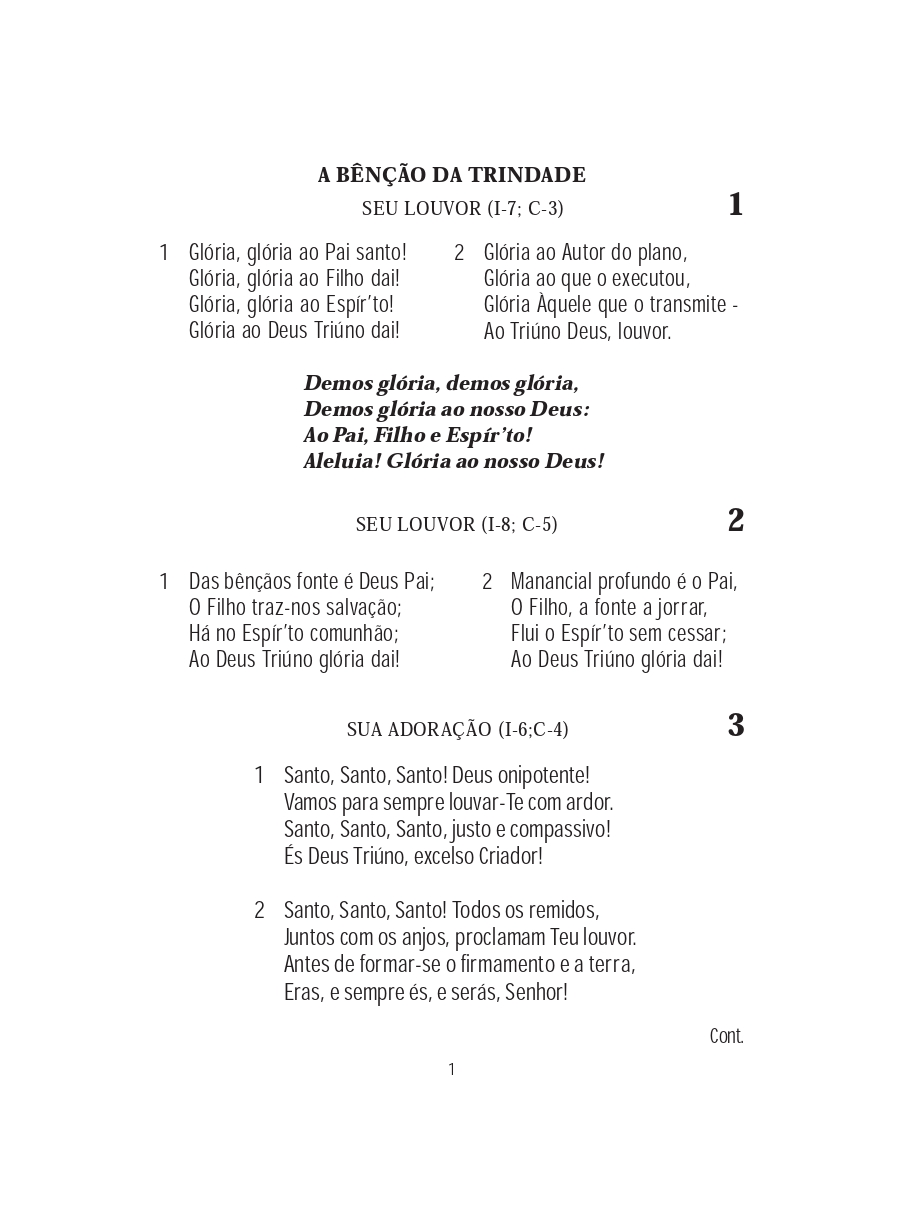 A BÊNÇÃO DA TRINDADE
SEU LOUVOR (I-7; C-3)
1
1 Glória, glória ao Pai santo!
Glória, glória ao Filho dai!
Glória, glória ao Espír’to!
Glória ao Deus Triúno dai!
2 Glória ao Autor do plano,
Glória ao que o executou,
Glória Àquele que o transmite -
Ao Triúno Deus, louvor.
Demos glória, demos glória,
Demos glória ao nosso Deus:
Ao Pai, Filho e Espír’to!
Aleluia! Glória ao nosso Deus!
SEU LOUVOR (I-8; C-5)
2
1 Das bênçãos fonte é Deus Pai;
O Filho traz-nos salvação;
Há no Espír’to comunhão;
Ao Deus Triúno glória dai!
2 Manancial profundo é o Pai,
O Filho, a fonte a jorrar,
Flui o Espír’to sem cessar;
Ao Deus Triúno glória dai!
SUA ADORAÇÃO (I-6;C-4)
3
1 Santo, Santo, Santo! Deus onipotente!
Vamos para sempre louvar-Te com ardor.
Santo, Santo, Santo, justo e compassivo!
És Deus Triúno, excelso Criador!
2 Santo, Santo, Santo! Todos os remidos,
Juntos com os anjos, proclamam Teu louvor.
Antes de formar-se o firmamento e a terra,
Eras, e sempre és, e serás, Senhor!
Cont.
1